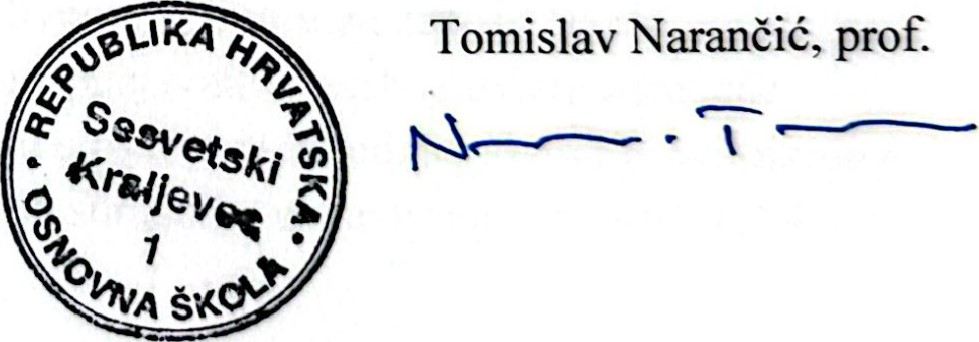 REPUBLIKA HRVATSKA
Sesvetski
Kraljevec
1
OSNOVNA ŠKOLA
Tomislav Narančić, prof.